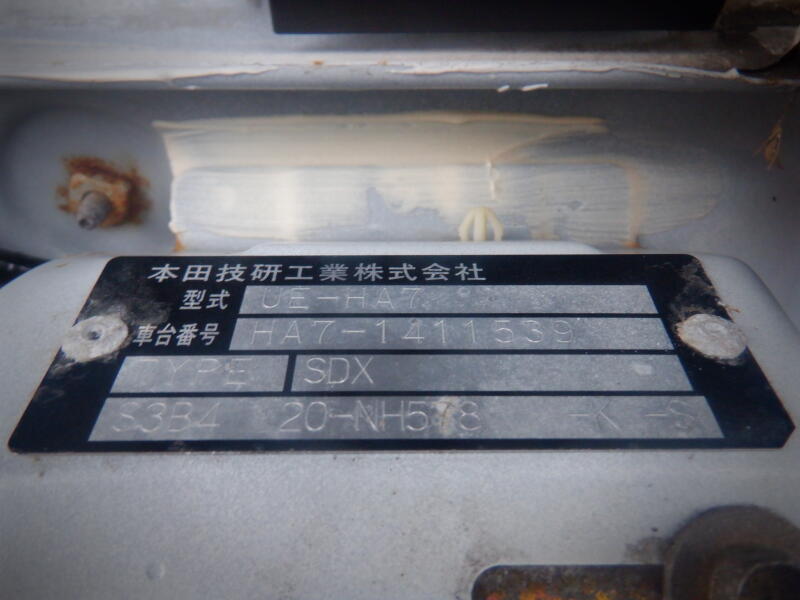 本田技研工業株式会社
型式 UE-HA7
車台番号 HA7-1411539
TYPE SDX
S3B4 20-NH578 -K -S